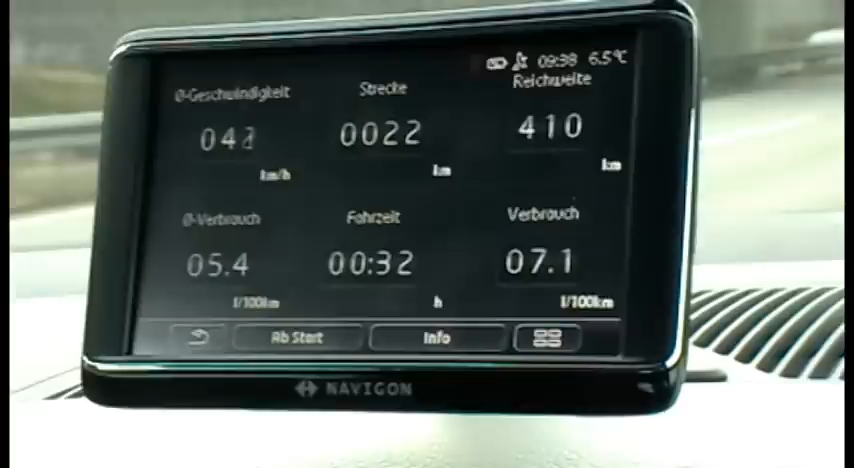 09:38 6.5°C
Ø-Geschwindigkeit Strecke Reichweite
0022 410
km/h km km
Ø-Verbrauch Fahrzeit Verbrauch
05.4 00:32 07.1
l/100km h l/100km
Ab Start Info
NAVIGON